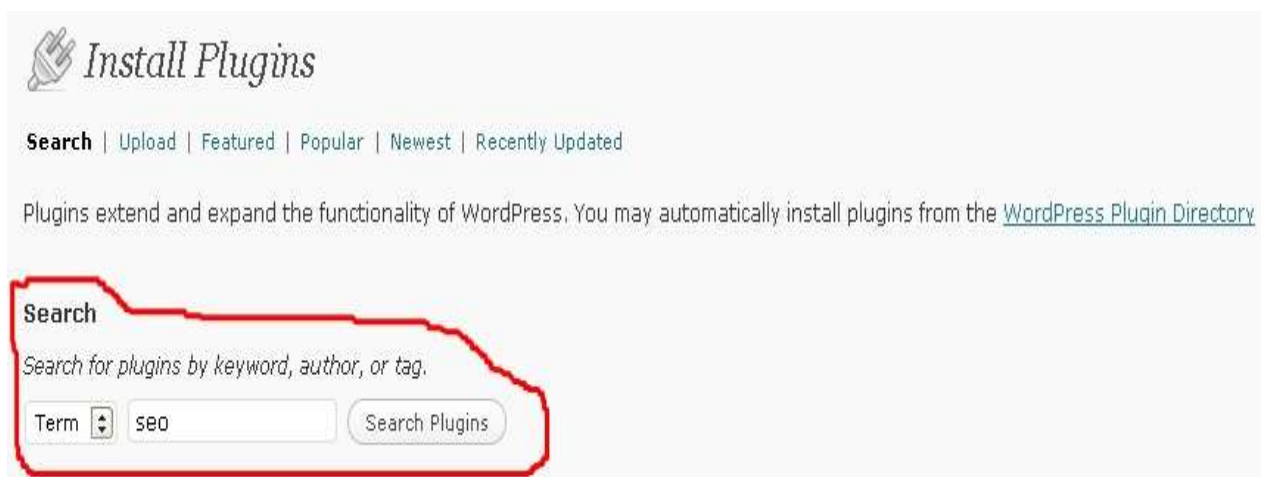 Install Plugins
Search | Upload | Featured | Popular | Newest | Recently Updated
Plugins extend and expand the functionality of WordPress. You may automatically install plugins from the WordPress Plugin Directory
Search
Search for plugins by keyword, author, or tag.
Term seo Search Plugins